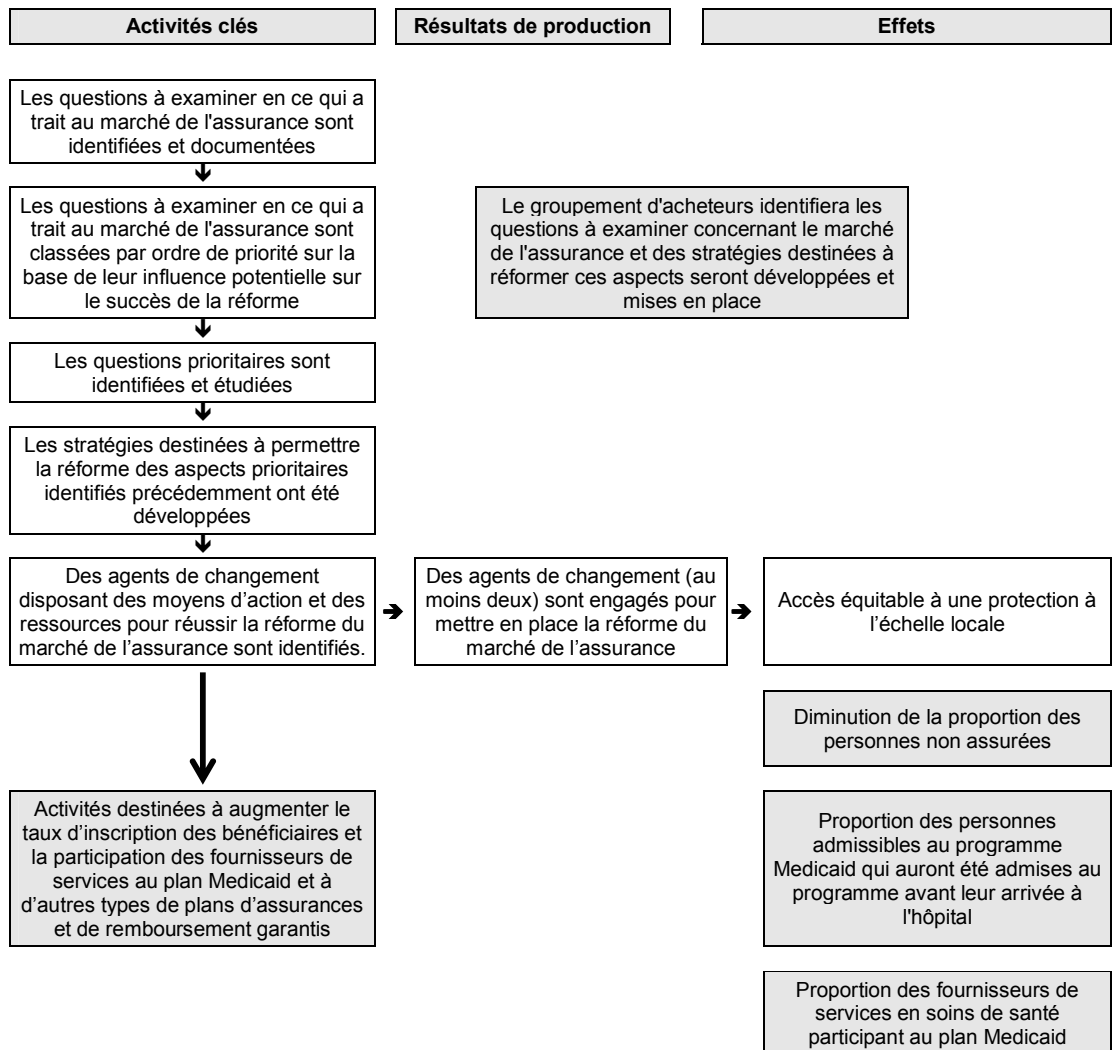 Activités clés
Résultats de production
Effets
Les questions à examiner en ce qui a
trait au marché de l'assurance sont
identifiées et documentées
Les questions à examiner en ce qui a
trait au marché de l'assurance sont
classées par ordre de priorité sur la
base de leur influence potentielle sur
le succès de la réforme
Le groupement d'acheteurs identifiera les
questions à examiner concernant le marché
de l'assurance et des stratégies destinées à
réformer ces aspects seront développées et
mises en place
Les questions prioritaires sont
identifiées et étudiées
Les stratégies destinées à permettre
la réforme des aspects prioritaires
identifiés précédemment ont été
développées
Des agents de changement
disposant des moyens d’action et des
ressources pour réussir la réforme du
marché de l’assurance sont identifiés.
Des agents de changement (au
moins deux) sont engagés pour
mettre en place la réforme du
marché de l’assurance
Accès équitable à une protection à
l’échelle locale
Diminution de la proportion des
personnes non assurées
Activités destinées à augmenter le
taux d’inscription des bénéficiaires et
la participation des fournisseurs de
services au plan Medicaid et à
d’autres types de plans d’assurances
et de remboursement garantis
Proportion des personnes
admissibles au programme
Medicaid qui auront été admises au
programme avant leur arrivée à
l'hôpital
Proportion des fournisseurs de
services en soins de santé
participant au plan Medicaid